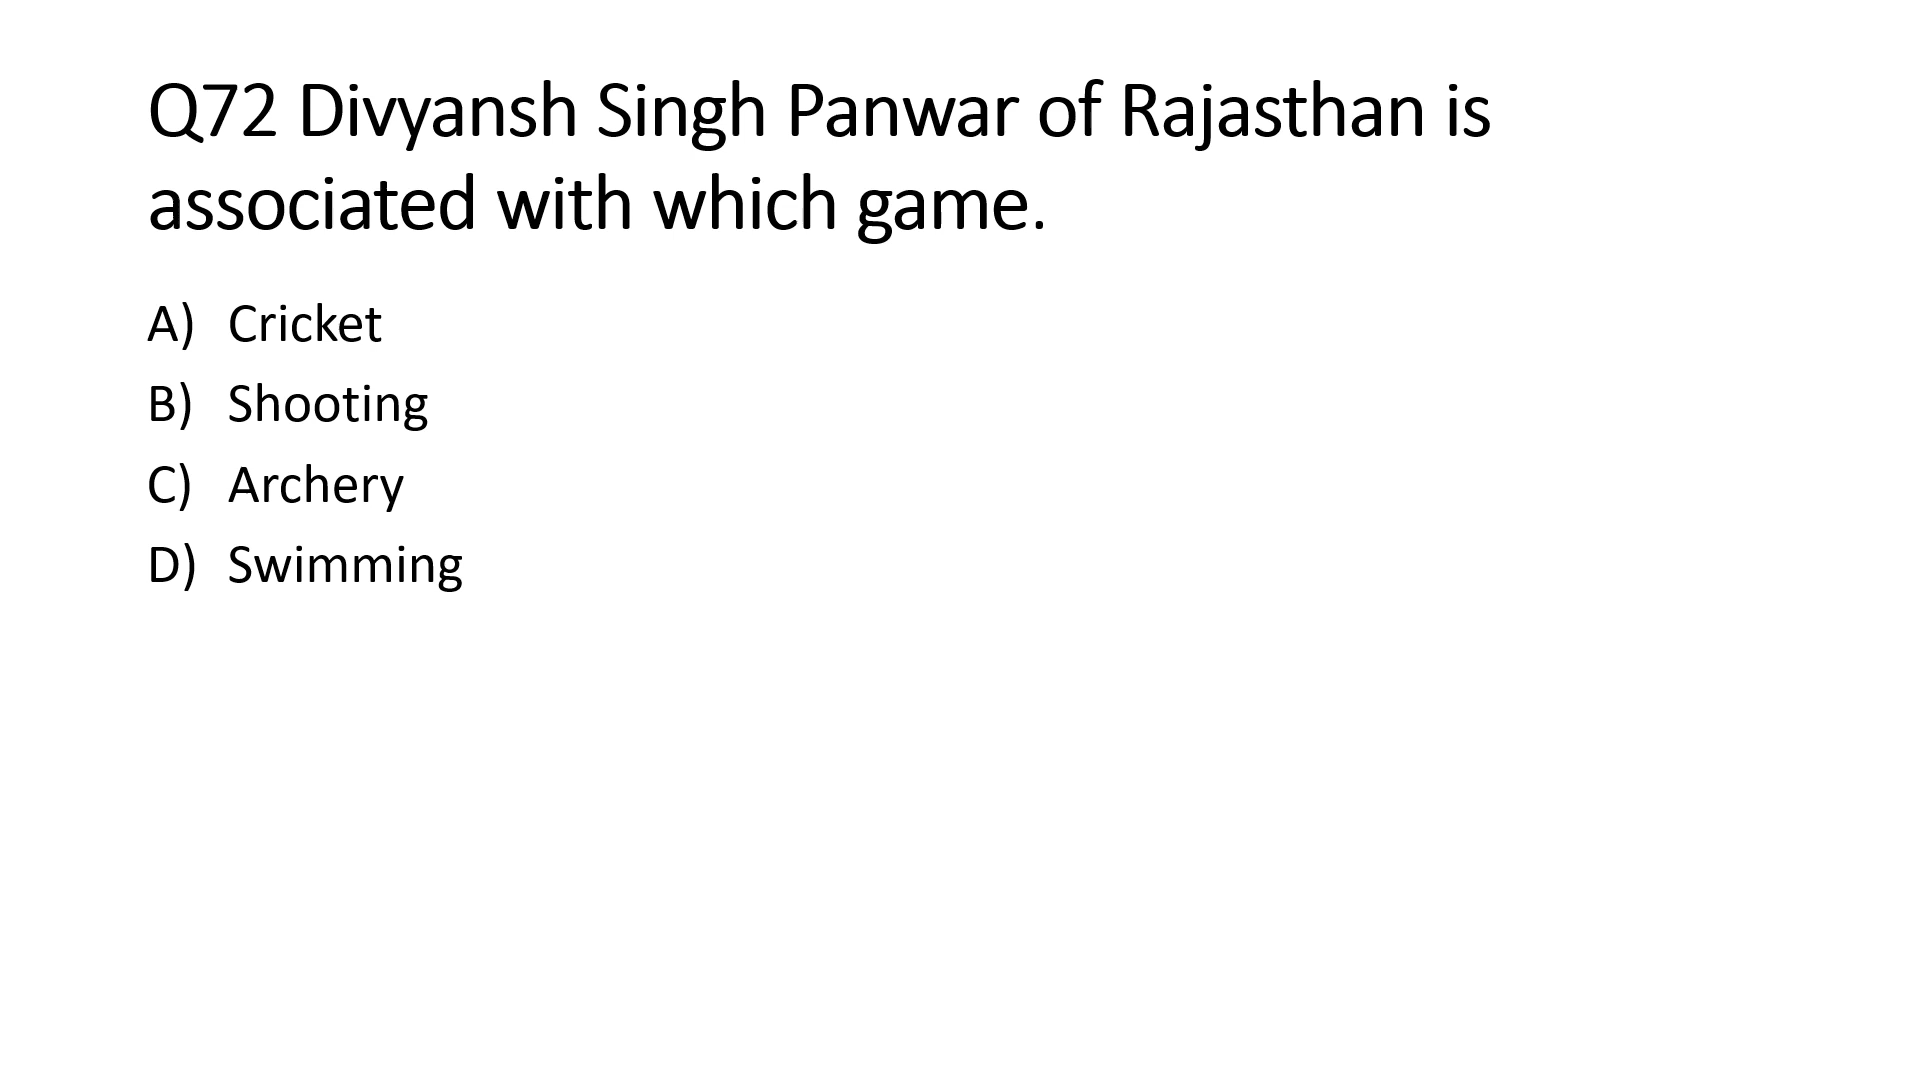 Q72 Divyansh Singh Panwar of Rajasthan is
associated with which game.
A) Cricket
B) Shooting
C) Archery
D) Swimming